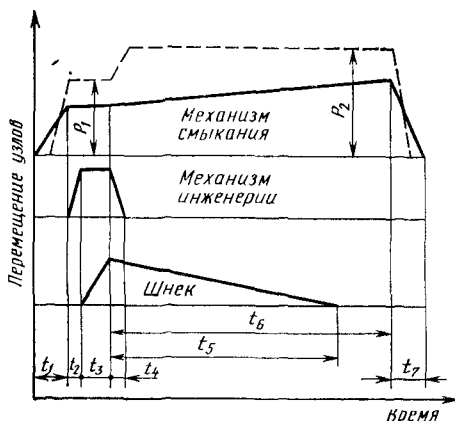 Перемещение узлов
P₁
P₂
Механизм
смыкания
Механизм
инженерии
Шнек
t₆
t₅
t₁
t₂
t₃
t₄
t₇
Время